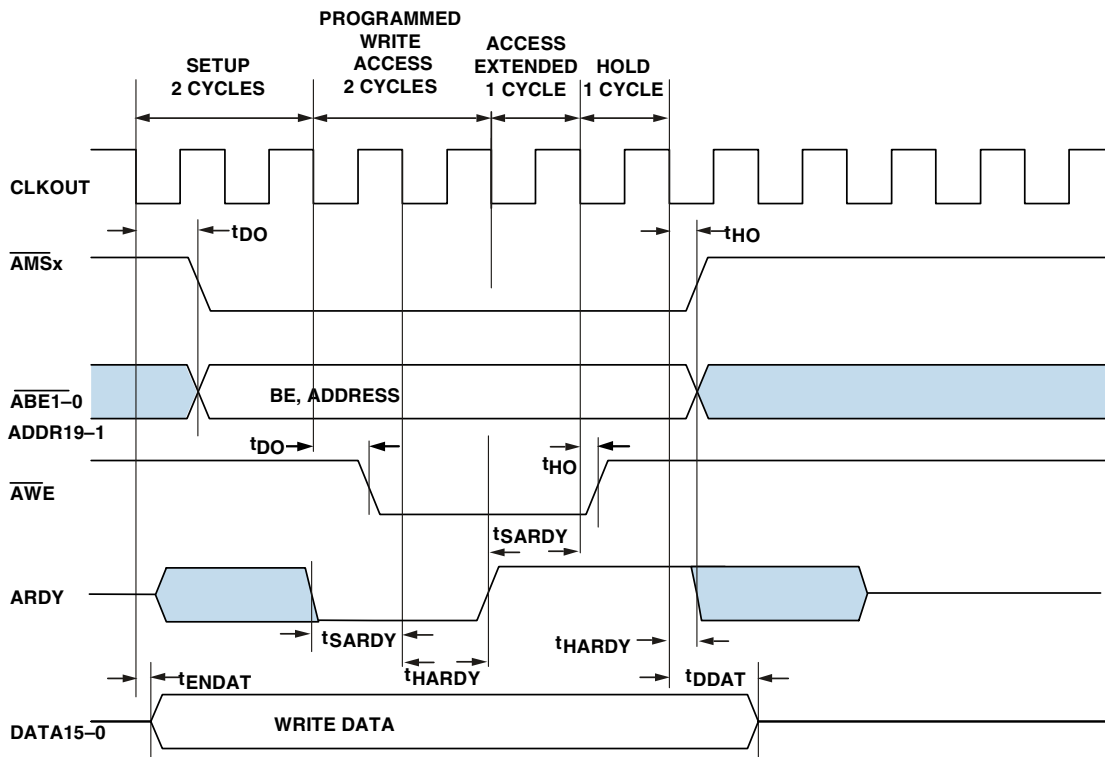 PROGRAMMED
WRITE
ACCESS
2 CYCLES
SETUP
2 CYCLES
ACCESS
EXTENDED
1 CYCLE
HOLD
1 CYCLE
CLKOUT
tDO
tHO
AMSx
BE, ADDRESS
ABE1–0
ADDR19–1
tDO
tHO
AWE
tSARDY
ARDY
tSARDY
tHARDY
tHARDY
tENDAT
tDDAT
WRITE DATA
DATA15–0